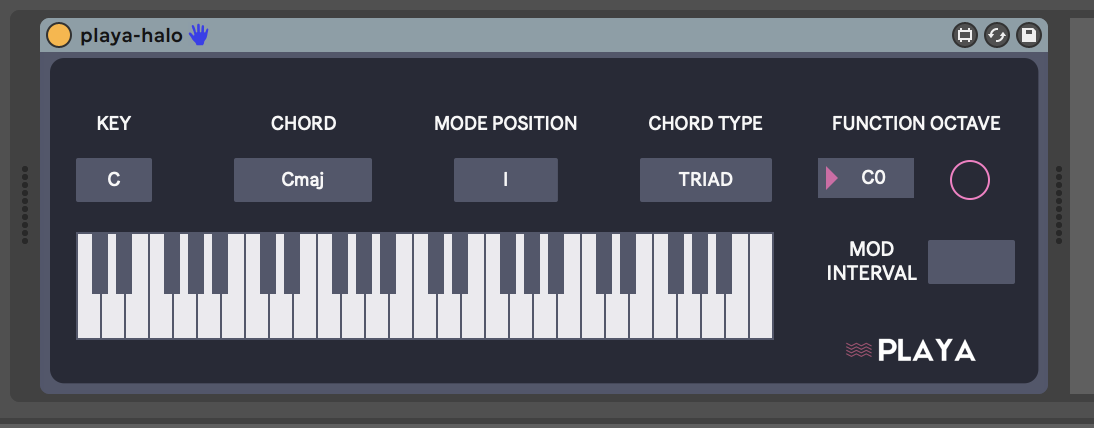 playa-halo
KEY
CHORD
MODE POSITION
CHORD TYPE
FUNCTION OCTAVE
C
Cmaj
I
TRIAD
C0
MOD
INTERVAL
PLAYA